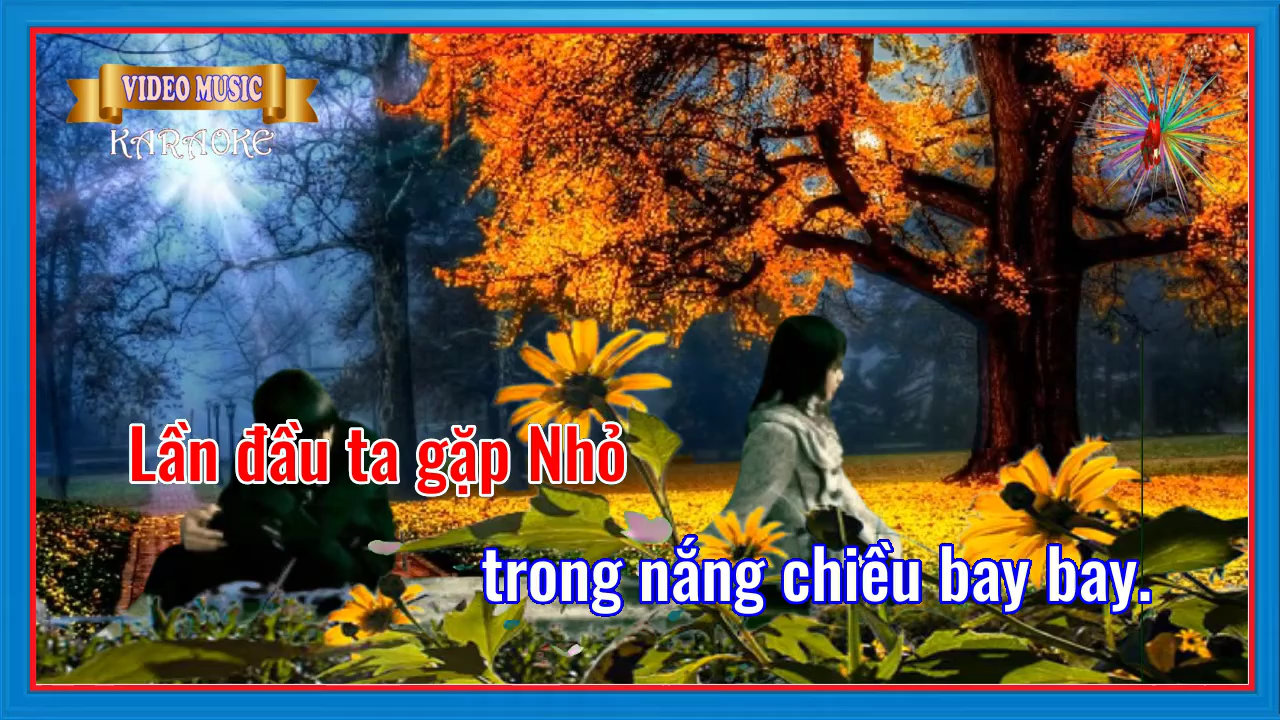 VIDEO MUSIC
KARAOKE
Lần đầu ta gặp Nhỏ
trong nắng chiều bay bay.